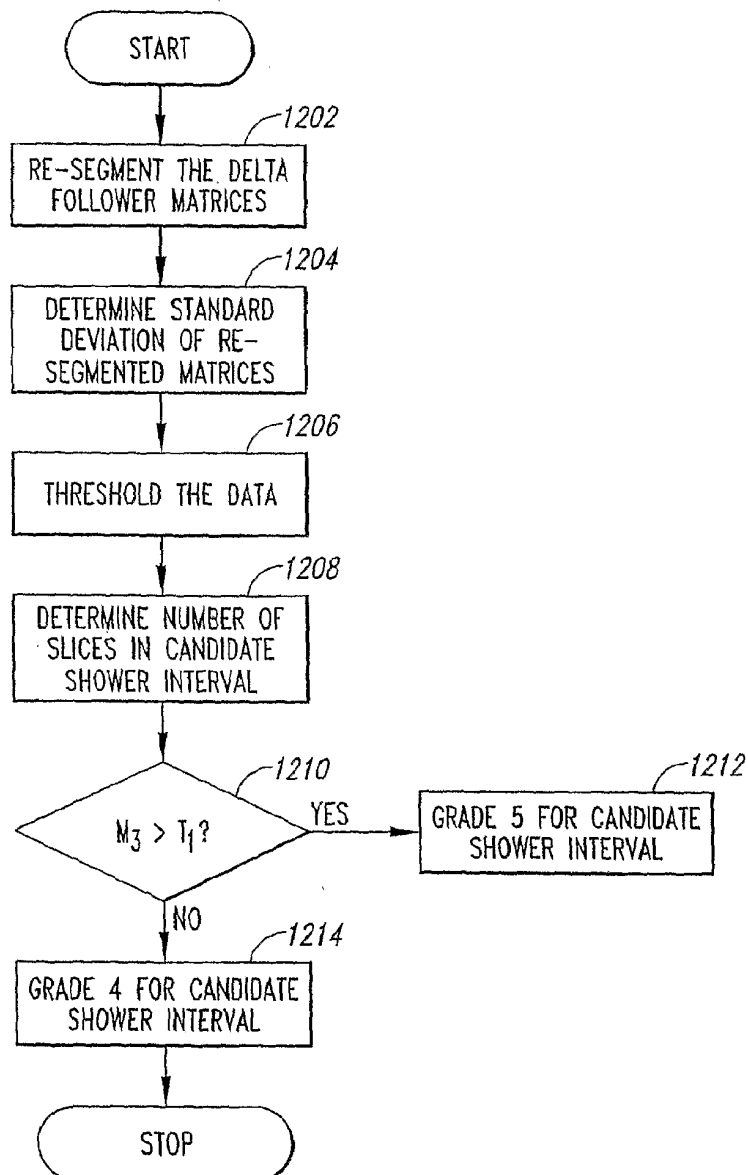 START
1202
RE-SEGMENT THE DELTA
FOLLOWER MATRICES
1204
DETERMINE STANDARD
DEVIATION OF RE-
SEGMENTED MATRICES
1206
THRESHOLD THE DATA
1208
DETERMINE NUMBER OF
SLICES IN CANDIDATE
SHOWER INTERVAL
1210
M3 > T1?
YES
1212
GRADE 5 FOR CANDIDATE
SHOWER INTERVAL
NO
1214
GRADE 4 FOR CANDIDATE
SHOWER INTERVAL
STOP